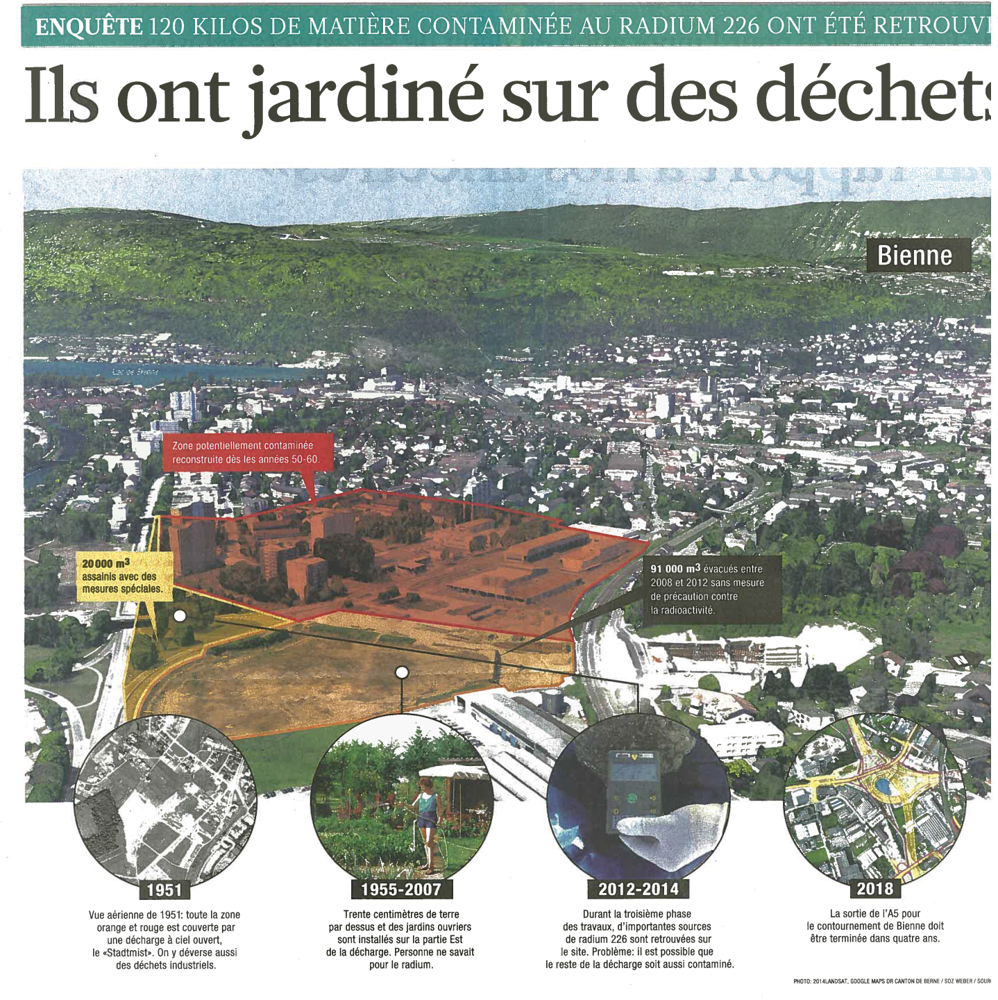 ENQUÊTE 120 KILOS DE MATIÈRE CONTAMINÉE AU RADIUM 226 ONT ÉTÉ RETROUV
Ils ont jardiné sur des déchets
Bienne
Lac de Bienne
Zone potentiellement contaminée
reconstruite dès les années 50-60.
20 000 m³
assainis avec des
mesures spéciales.
91 000 m³ évacués entre
2008 et 2012 sans mesure
de précaution contre
la radioactivité.
1951
Vue aérienne de 1951: toute la zone
orange et rouge est couverte par
une décharge à ciel ouvert,
le «Stadtmist». On y déverse aussi
des déchets industriels.
1955-2007
Trente centimètres de terre
par dessus et des jardins ouvriers
sont installés sur la partie Est
de la décharge. Personne ne savait
pour le radium.
2012-2014
Durant la troisième phase
des travaux, d'importantes sources
de radium 226 sont retrouvées sur
le site. Problème: il est possible que
le reste de la décharge soit aussi contaminé.
2018
La sortie de l'A5 pour
le contournement de Bienne doit
être terminée dans quatre ans.
PHOTO: 2014LANDSAT, GOOGLE MAPS DR CANTON DE BERNE / SOZ WEBER / SOUR